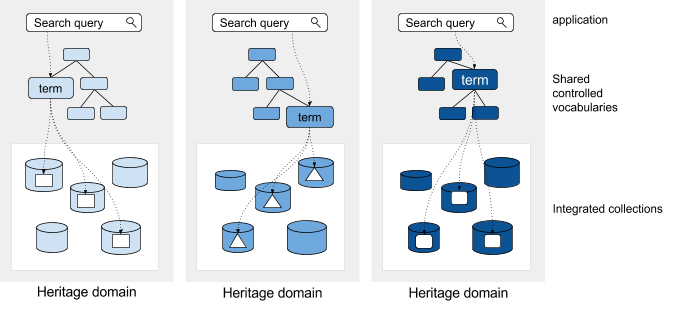 Search query
Search query
Search query
application
term
term
term
Shared
controlled
vocabularies
Integrated collections
Heritage domain
Heritage domain
Heritage domain